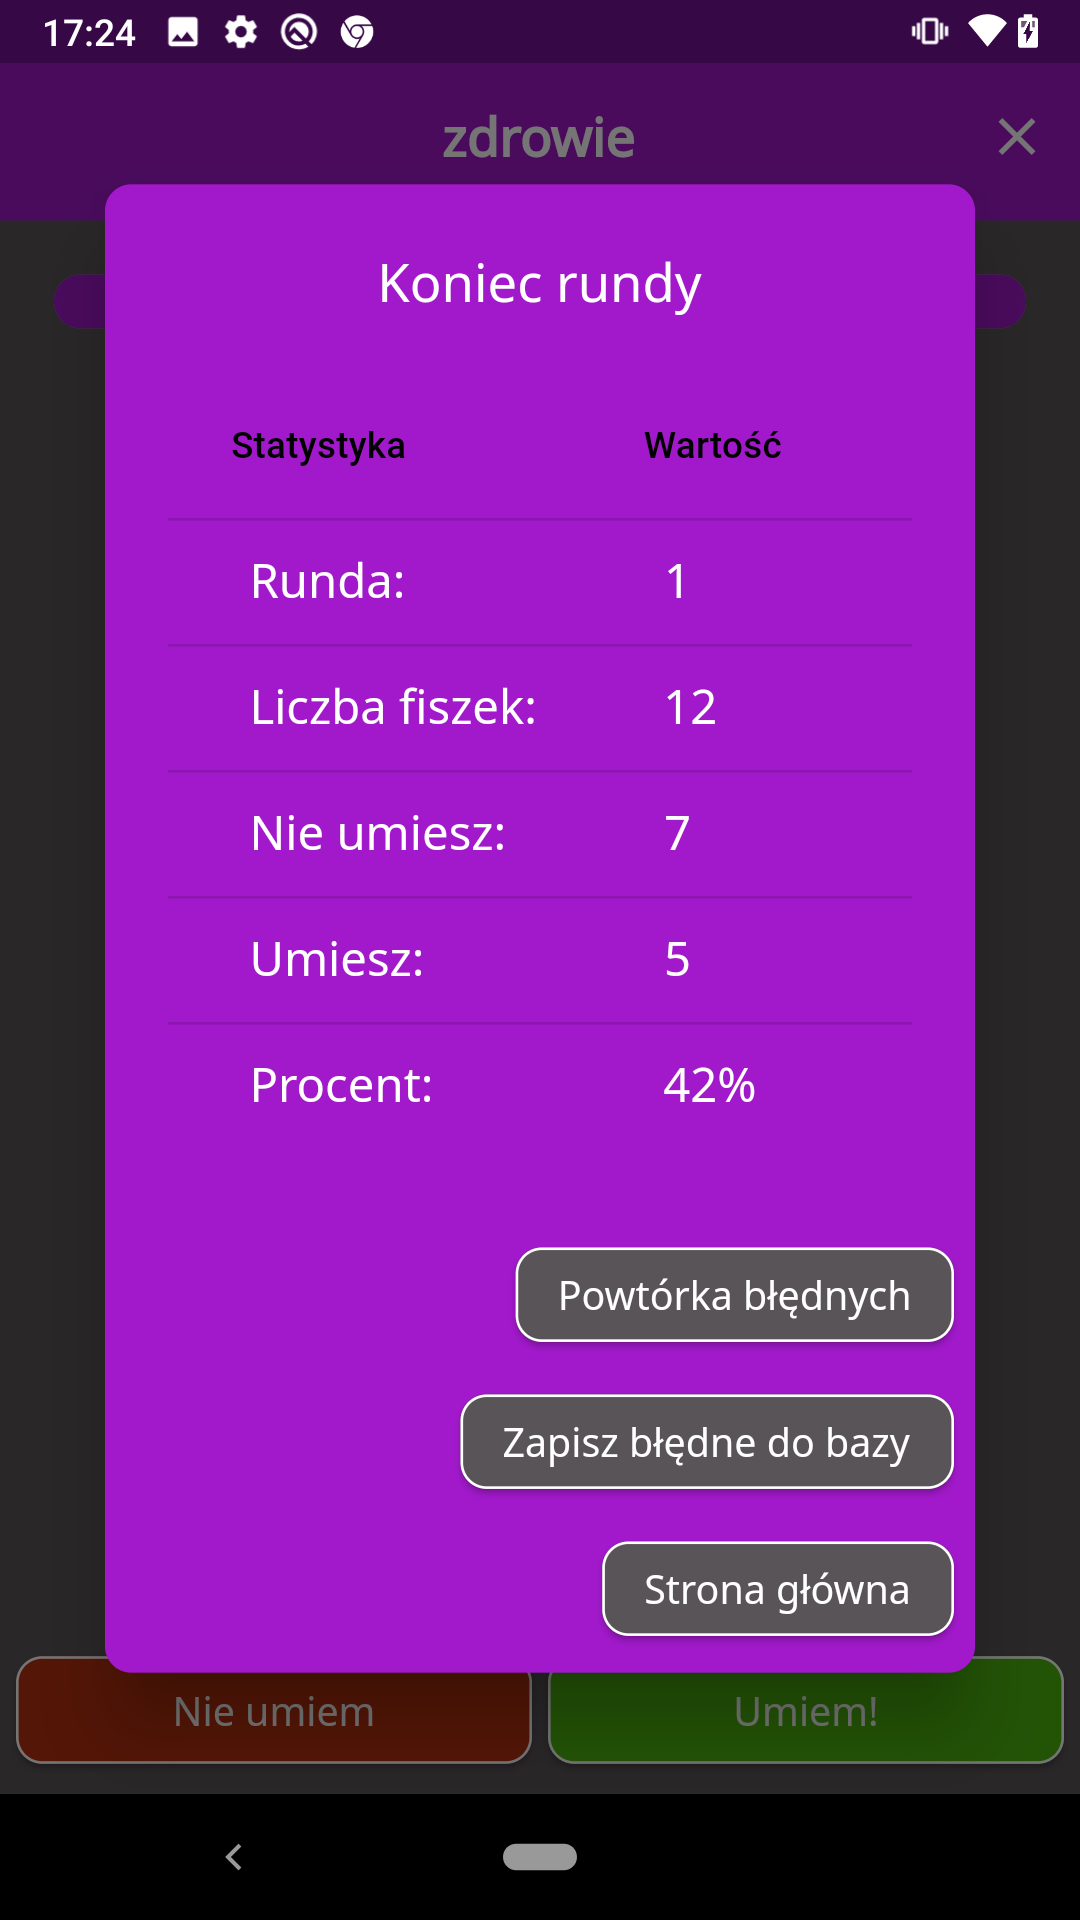 17:24
zdrowie
Koniec rundy
Statystyka Wartość
Runda: 1
Liczba fiszek: 12
Nie umiesz: 7
Umiesz: 5
Procent: 42%
Powtórka błędnych
Zapisz błędne do bazy
Strona główna
Nie umiem Umiem!